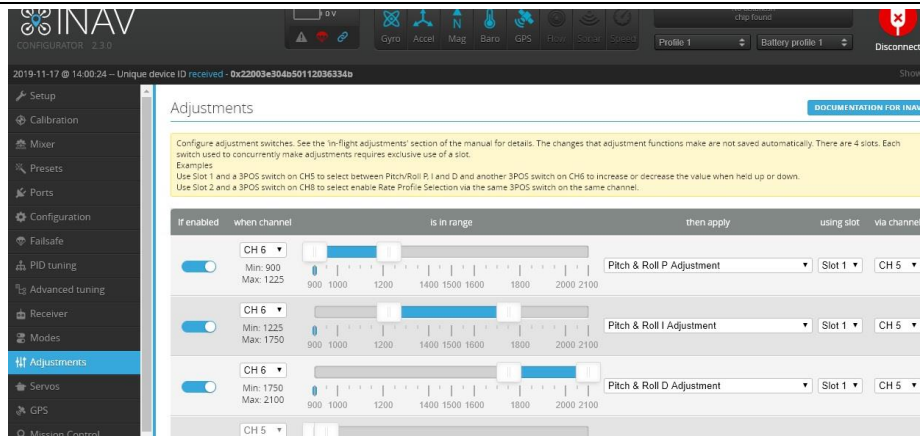 INAV
CONFIGURATOR 2.3.0
0 V
Gyro Accel Mag Baro GPS Flow Sonar Speed
chip found
Profile 1 Battery profile 1
Disconnect
2019-11-17 @ 14:00:24 -- Unique device ID received - 0x22003e304b50112036334b
Show
Setup
Calibration
Mixer
Presets
Ports
Configuration
Failsafe
PID tuning
Advanced tuning
Receiver
Modes
Adjustments
Servos
GPS
Mission Control
Adjustments
DOCUMENTATION FOR INAV
Configure adjustment switches. See the 'in-flight adjustments' section of the manual for details. The changes that adjustment functions make are not saved automatically. There are 4 slots. Each
switch used to concurrently make adjustments requires exclusive use of a slot.
Examples
Use Slot 1 and a 3POS switch on CH5 to select between Pitch/Roll P, I and D and another 3POS switch on CH6 to increase or decrease the value when held up or down.
Use Slot 2 and a 3POS switch on CH8 to select enable Rate Profile Selection via the same 3POS switch on the same channel.
If enabled when channel is in range then apply using slot via channel
CH 6
Min: 900
Max: 1225
900 1000 1200 1400 1500 1600 1800 2000 2100
Pitch & Roll P Adjustment Slot 1 CH 5
CH 6
Min: 1225
Max: 1750
900 1000 1200 1400 1500 1600 1800 2000 2100
Pitch & Roll I Adjustment Slot 1 CH 5
CH 6
Min: 1750
Max: 2100
900 1000 1200 1400 1500 1600 1800 2000 2100
Pitch & Roll D Adjustment Slot 1 CH 5
CH 5